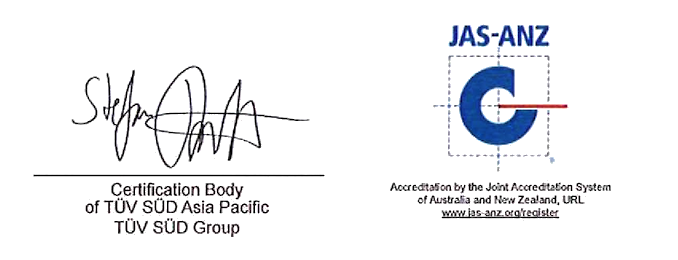 Certification Body
of TÜV SÜD Asia Pacific
TÜV SÜD Group
JAS-ANZ
Accreditation by the Joint Accreditation System
of Australia and New Zealand, URL
www.jas-anz.org/register